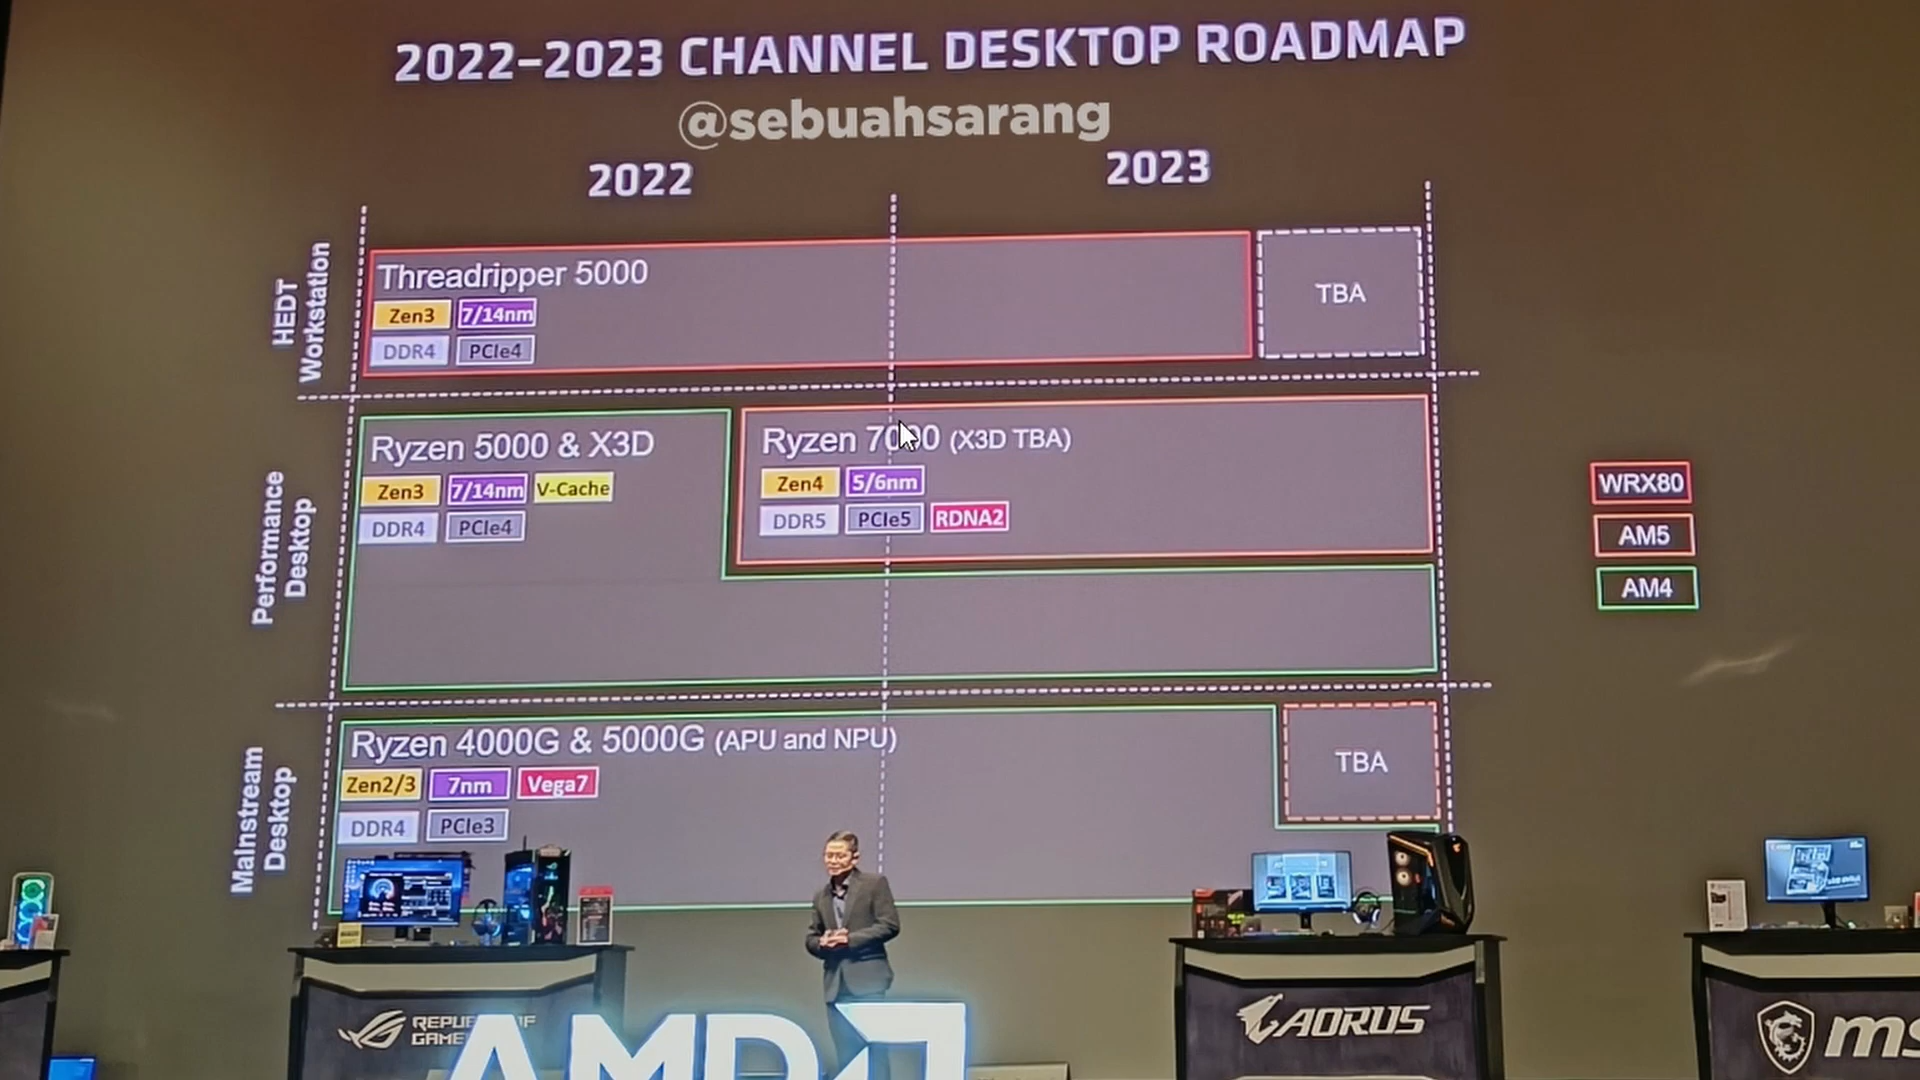 2022–2023 CHANNEL DESKTOP ROADMAP
@sebuahsarang
2022
2023
HEDT
Workstation
Threadripper 5000
Zen3 7/14nm
DDR4 PCIe4
TBA
Performance
Desktop
Ryzen 5000 & X3D
Zen3 7/14nm V-Cache
DDR4 PCIe4
Ryzen 7000 (X3D TBA)
Zen4 5/6nm
DDR5 PCIe5 RDNA2
WRX80
AM5
AM4
Mainstream
Desktop
Ryzen 4000G & 5000G (APU and NPU)
Zen2/3 7nm Vega7
DDR4 PCIe3
TBA
AORUS
AMD